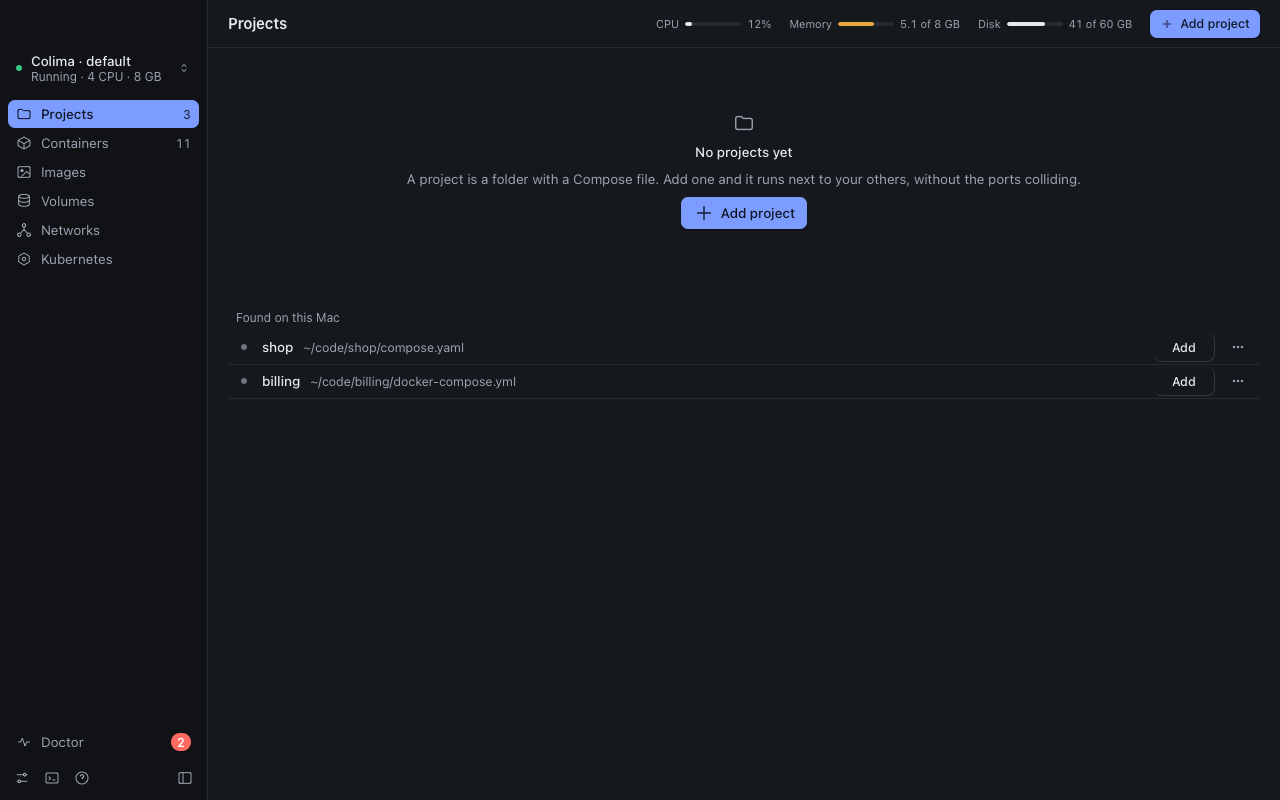 Colima · default
Running · 4 CPU · 8 GB
Projects 3
Containers 11
Images
Volumes
Networks
Kubernetes
Doctor 2
Projects
CPU 12% Memory 5.1 of 8 GB Disk 41 of 60 GB
Add project
No projects yet
A project is a folder with a Compose file. Add one and it runs next to your others, without the ports colliding.
Add project
Found on this Mac
shop ~/code/shop/compose.yaml Add
billing ~/code/billing/docker-compose.yml Add